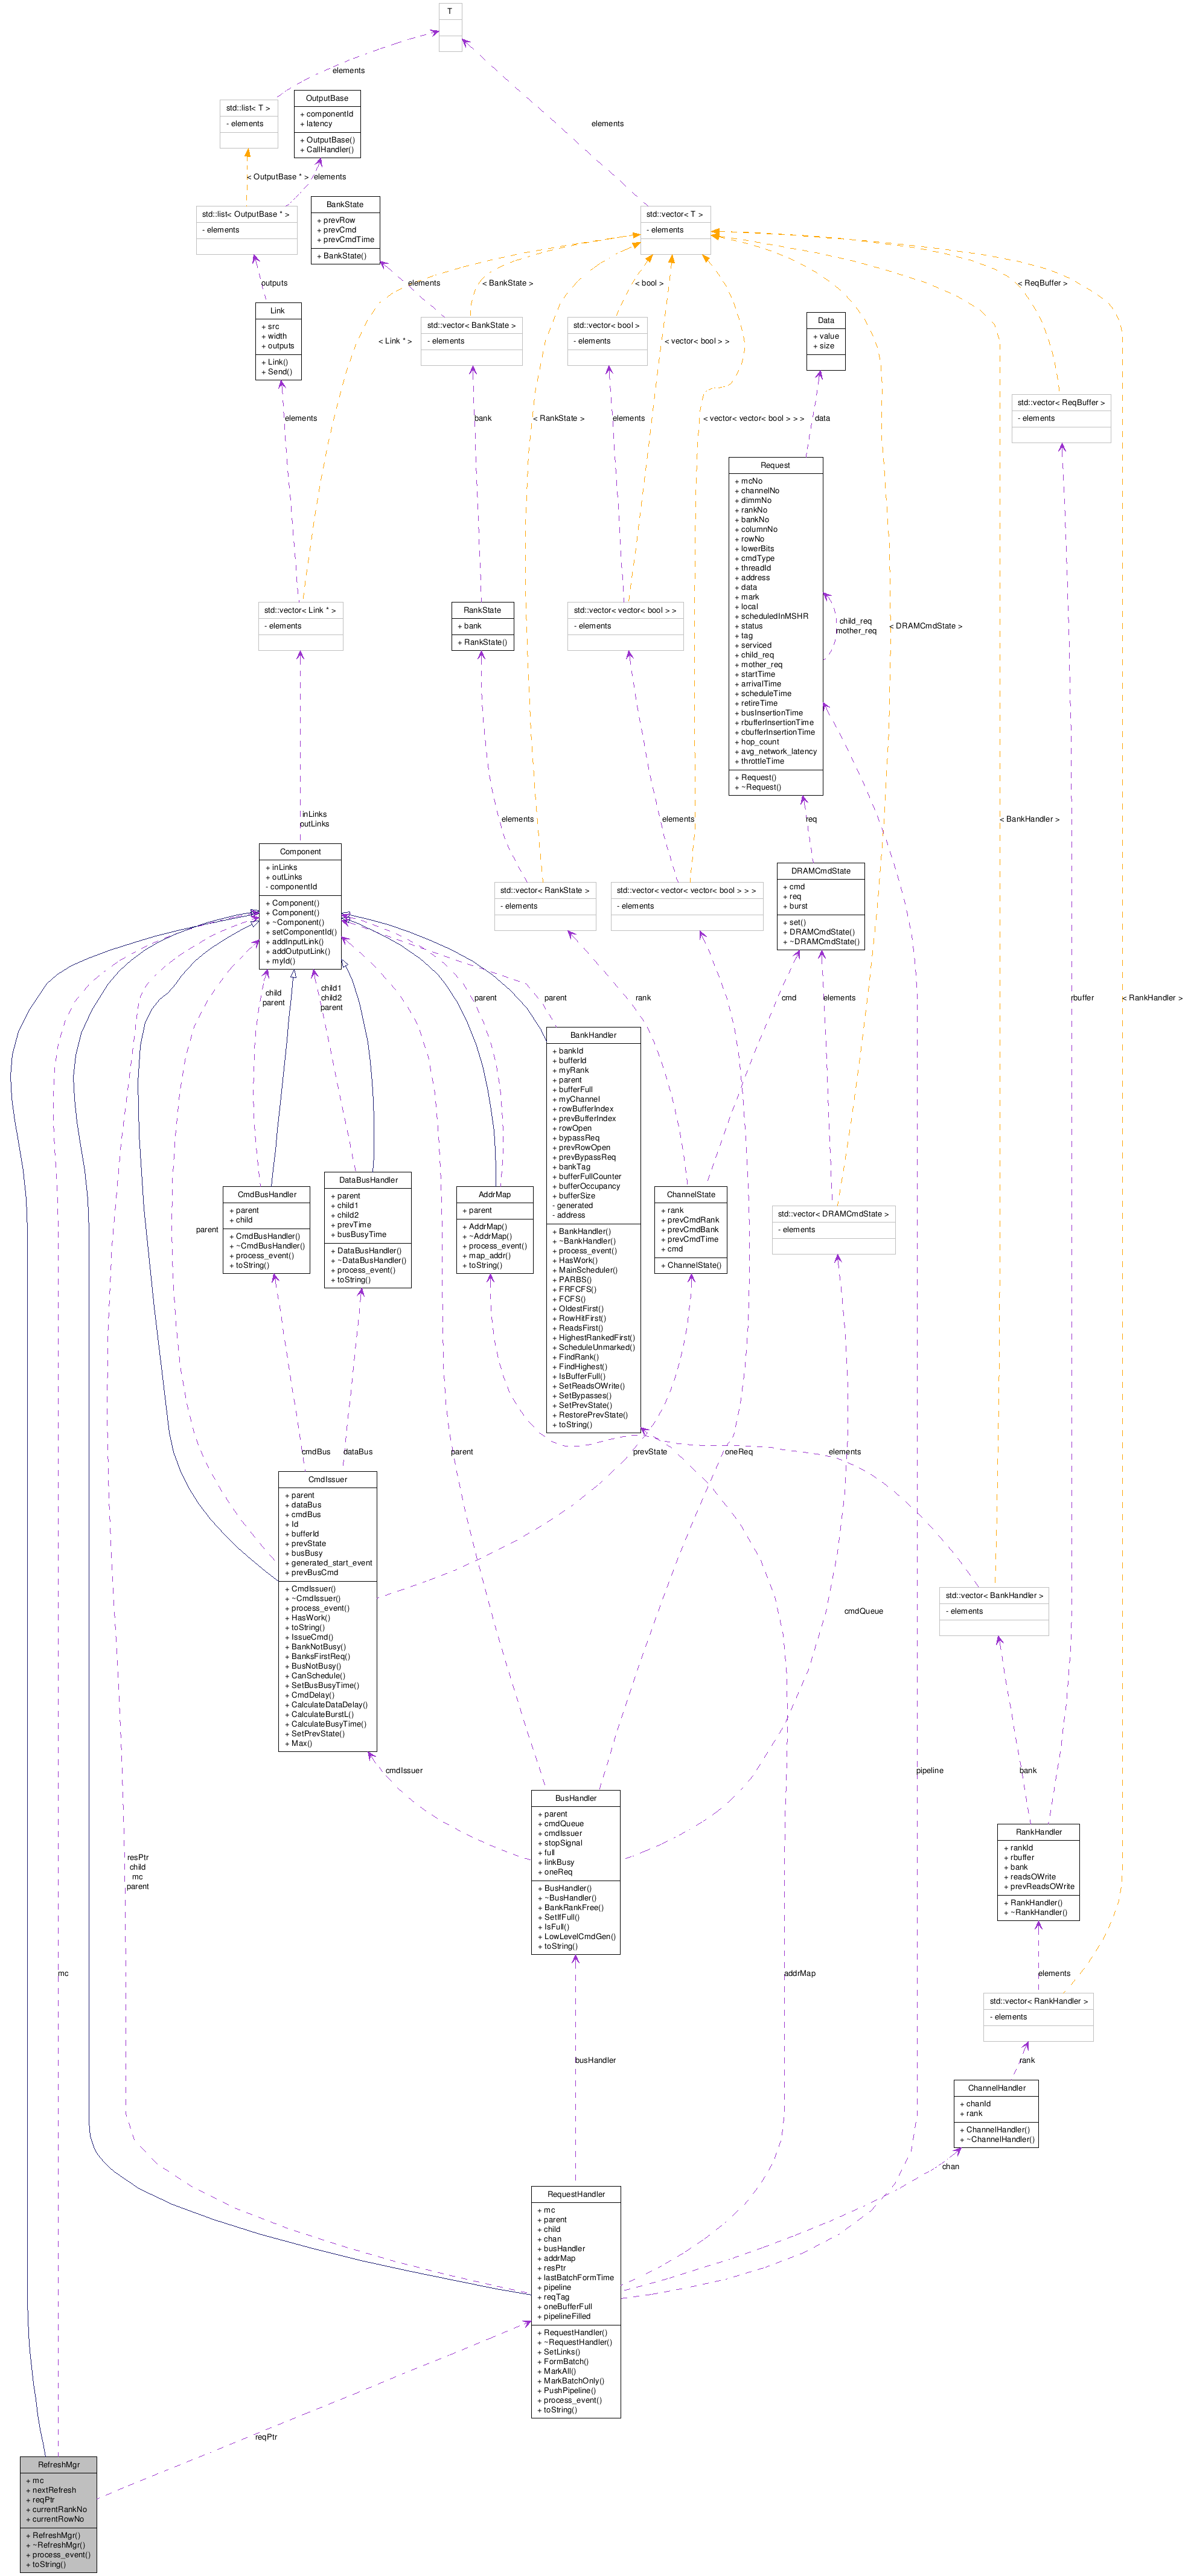 T
elements
std::list< T >
- elements
OutputBase
+ componentId
+ latency
+ OutputBase()
+ CallHandler()
elements
< OutputBase * >
elements
std::list< OutputBase * >
- elements
BankState
+ prevRow
+ prevCmd
+ prevCmdTime
+ BankState()
std::vector< T >
- elements
outputs
elements
< BankState >
< bool >
< ReqBuffer >
Link
+ src
+ width
+ outputs
+ Link()
+ Send()
std::vector< BankState >
- elements
std::vector< bool >
- elements
Data
+ value
+ size
< Link * >
< vector< bool > >
std::vector< ReqBuffer >
- elements
elements
bank
< RankState >
elements
< vector< vector< bool > > >
data
Request
+ mcNo
+ channelNo
+ dimmNo
+ rankNo
+ bankNo
+ columnNo
+ rowNo
+ lowerBits
+ cmdType
+ threadId
+ address
+ data
+ mark
+ local
+ scheduledInMSHR
+ status
+ tag
+ serviced
+ child_req
+ mother_req
+ startTime
+ arrivalTime
+ scheduleTime
+ retireTime
+ busInsertionTime
+ rbufferInsertionTime
+ cbufferInsertionTime
+ hop_count
+ avg_network_latency
+ throttleTime
+ Request()
+ ~Request()
std::vector< Link * >
- elements
RankState
+ bank
+ RankState()
std::vector< vector< bool > >
- elements
child_req
mother_req
< DRAMCmdState >
inLinks
outLinks
elements
elements
req
< BankHandler >
Component
+ inLinks
+ outLinks
- componentId
+ Component()
+ Component()
+ ~Component()
+ setComponentId()
+ addInputLink()
+ addOutputLink()
+ myId()
std::vector< RankState >
- elements
std::vector< vector< vector< bool > > >
- elements
DRAMCmdState
+ cmd
+ req
+ burst
+ set()
+ DRAMCmdState()
+ ~DRAMCmdState()
child
parent
child1
child2
parent
parent
parent
rank
cmd
elements
rbuffer
< RankHandler >
BankHandler
+ bankId
+ bufferId
+ myRank
+ parent
+ bufferFull
+ myChannel
+ rowBufferIndex
+ prevBufferIndex
+ rowOpen
+ bypassReq
+ prevRowOpen
+ prevBypassReq
+ bankTag
+ bufferFullCounter
+ bufferOccupancy
+ bufferSize
- generated
- address
+ BankHandler()
+ ~BankHandler()
+ process_event()
+ HasWork()
+ MainScheduler()
+ PARBS()
+ FRFCFS()
+ FCFS()
+ OldestFirst()
+ RowHitFirst()
+ ReadsFirst()
+ HighestRankedFirst()
+ ScheduleUnmarked()
+ FindRank()
+ FindHighest()
+ IsBufferFull()
+ SetReadsOWrite()
+ SetBypasses()
+ SetPrevState()
+ RestorePrevState()
+ toString()
parent
CmdBusHandler
+ parent
+ child
+ CmdBusHandler()
+ ~CmdBusHandler()
+ process_event()
+ toString()
DataBusHandler
+ parent
+ child1
+ child2
+ prevTime
+ busBusyTime
+ DataBusHandler()
+ ~DataBusHandler()
+ process_event()
+ toString()
AddrMap
+ parent
+ AddrMap()
+ ~AddrMap()
+ process_event()
+ map_addr()
+ toString()
ChannelState
+ rank
+ prevCmdRank
+ prevCmdBank
+ prevCmdTime
+ cmd
+ ChannelState()
std::vector< DRAMCmdState >
- elements
cmdBus
dataBus
parent
prevState
oneReq
elements
CmdIssuer
+ parent
+ dataBus
+ cmdBus
+ Id
+ bufferId
+ prevState
+ busBusy
+ generated_start_event
+ prevBusCmd
+ CmdIssuer()
+ ~CmdIssuer()
+ process_event()
+ HasWork()
+ toString()
+ IssueCmd()
+ BankNotBusy()
+ BanksFirstReq()
+ BusNotBusy()
+ CanSchedule()
+ SetBusBusyTime()
+ CmdDelay()
+ CalculateDataDelay()
+ CalculateBurstL()
+ CalculateBusyTime()
+ SetPrevState()
+ Max()
cmdQueue
std::vector< BankHandler >
- elements
cmdIssuer
pipeline
bank
BusHandler
+ parent
+ cmdQueue
+ cmdIssuer
+ stopSignal
+ full
+ linkBusy
+ oneReq
+ BusHandler()
+ ~BusHandler()
+ BankRankFree()
+ SetIfFull()
+ IsFull()
+ LowLevelCmdGen()
+ toString()
RankHandler
+ rankId
+ rbuffer
+ bank
+ readsOWrite
+ prevReadsOWrite
+ RankHandler()
+ ~RankHandler()
resPtr
child
mc
parent
mc
addrMap
elements
std::vector< RankHandler >
- elements
busHandler
rank
ChannelHandler
+ chanId
+ rank
+ ChannelHandler()
+ ~ChannelHandler()
chan
RequestHandler
+ mc
+ parent
+ child
+ chan
+ busHandler
+ addrMap
+ resPtr
+ lastBatchFormTime
+ pipeline
+ reqTag
+ oneBufferFull
+ pipelineFilled
+ RequestHandler()
+ ~RequestHandler()
+ SetLinks()
+ FormBatch()
+ MarkAll()
+ MarkBatchOnly()
+ PushPipeline()
+ process_event()
+ toString()
reqPtr
RefreshMgr
+ mc
+ nextRefresh
+ reqPtr
+ currentRankNo
+ currentRowNo
+ RefreshMgr()
+ ~RefreshMgr()
+ process_event()
+ toString()